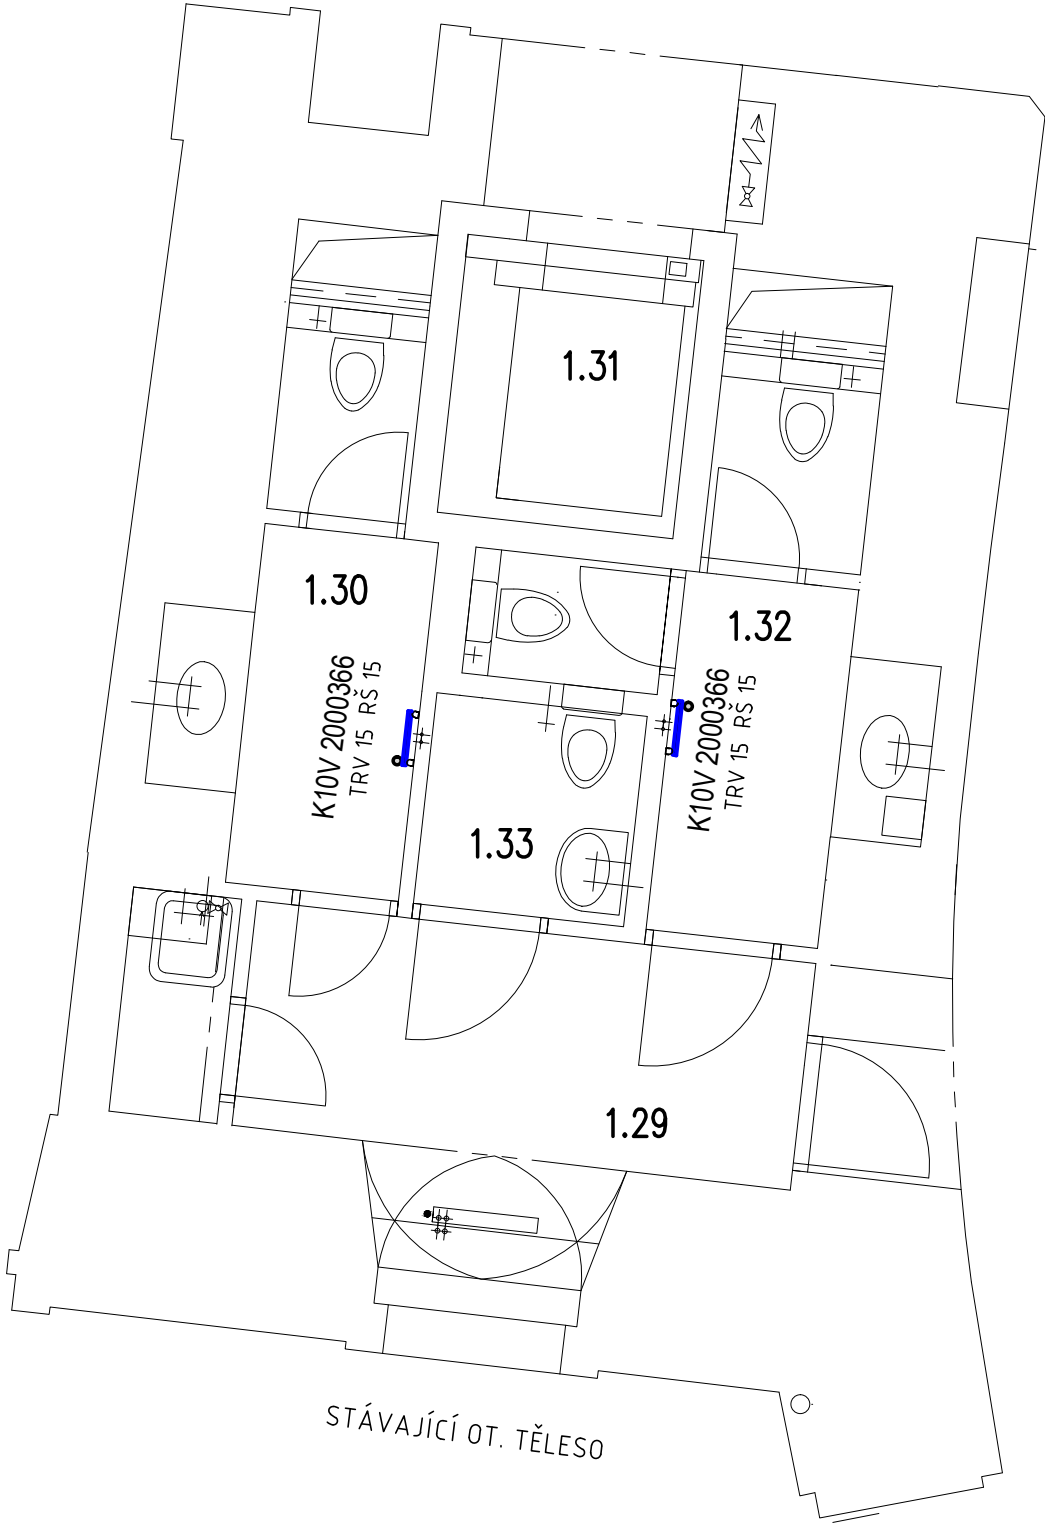 1.31
1.30
1.32
K10V 2000366
TRV 15 RŠ 15
K10V 2000366
TRV 15 RŠ 15
1.33
1.29
STÁVAJÍCÍ OT. TĚLESO